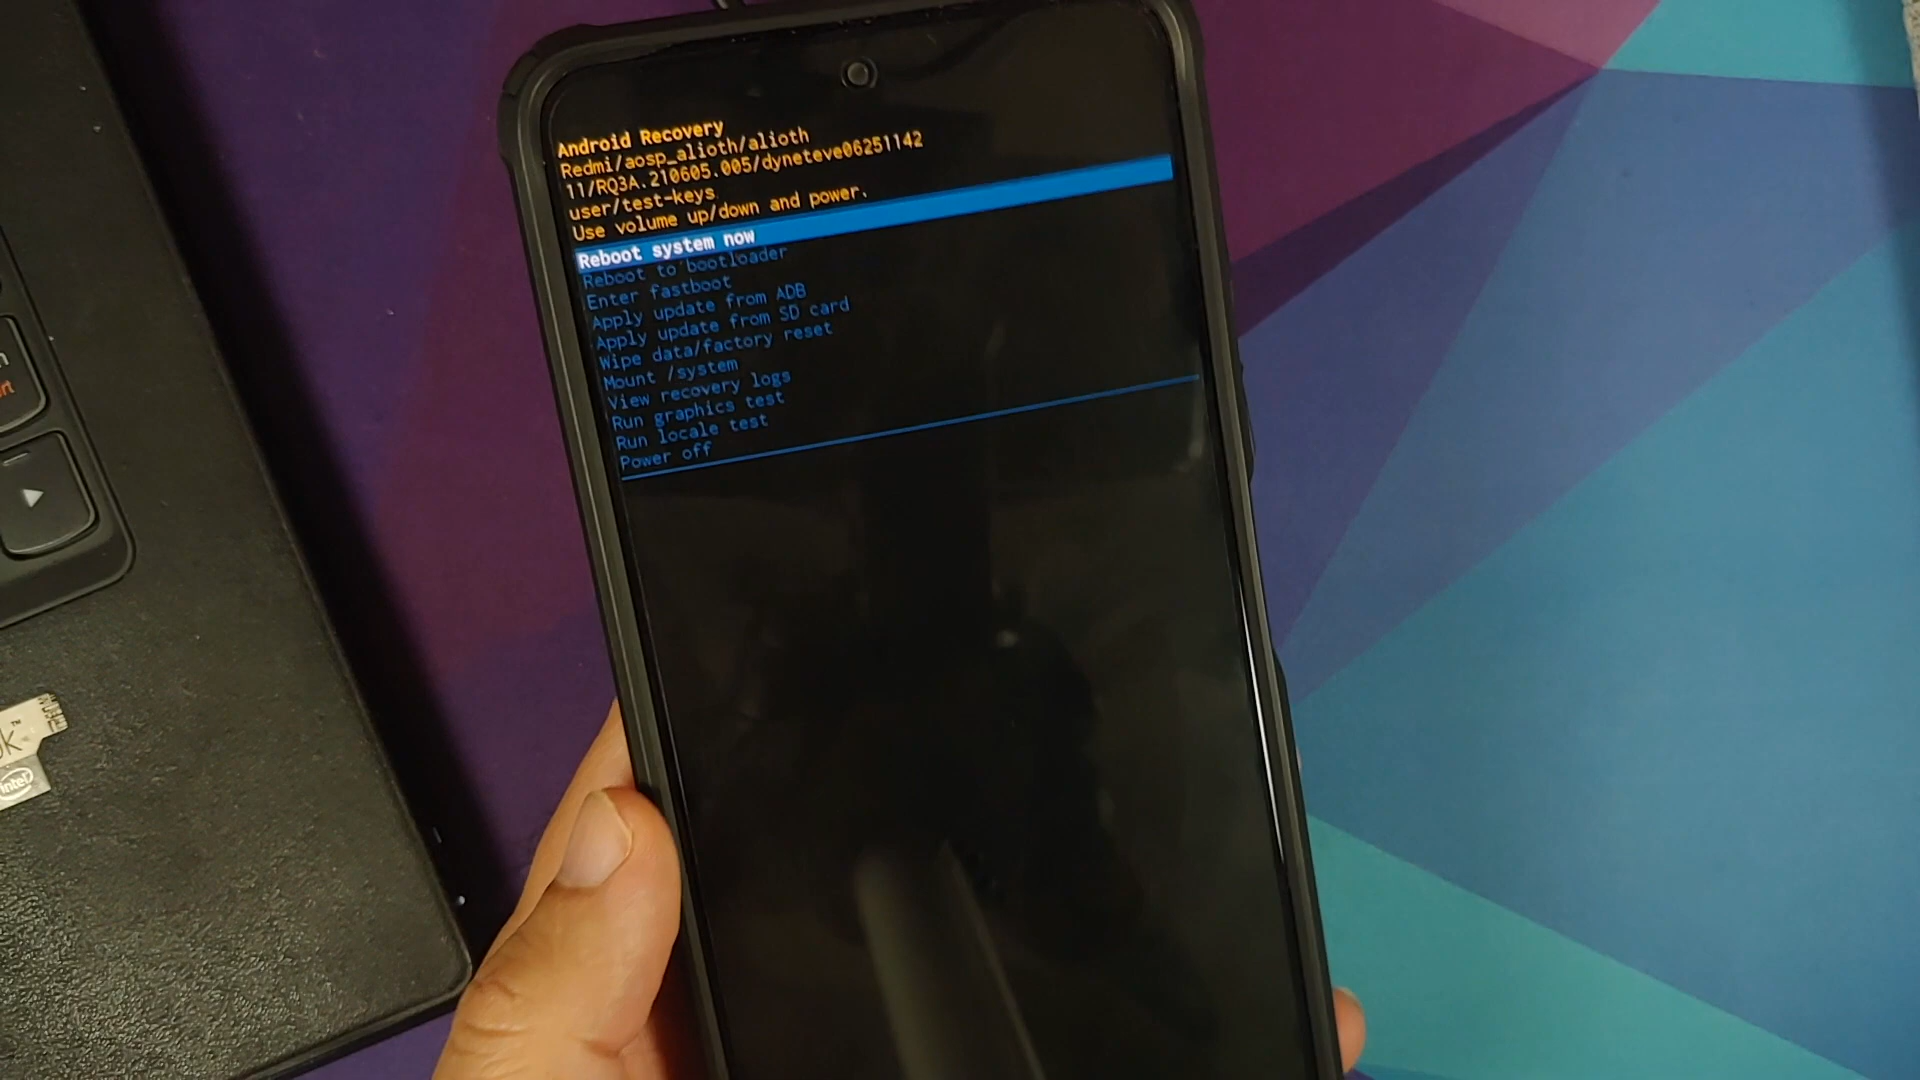 Android Recovery
Redmi/aosp_alioth/alioth
11/RQ3A.210605.005/dyneteve06251142
user/test-keys
Use volume up/down and power.
Reboot system now
Reboot to bootloader
Enter fastboot
Apply update from ADB
Apply update from SD card
Wipe data/factory reset
Mount /system
View recovery logs
Run graphics test
Run locale test
Power off
intel